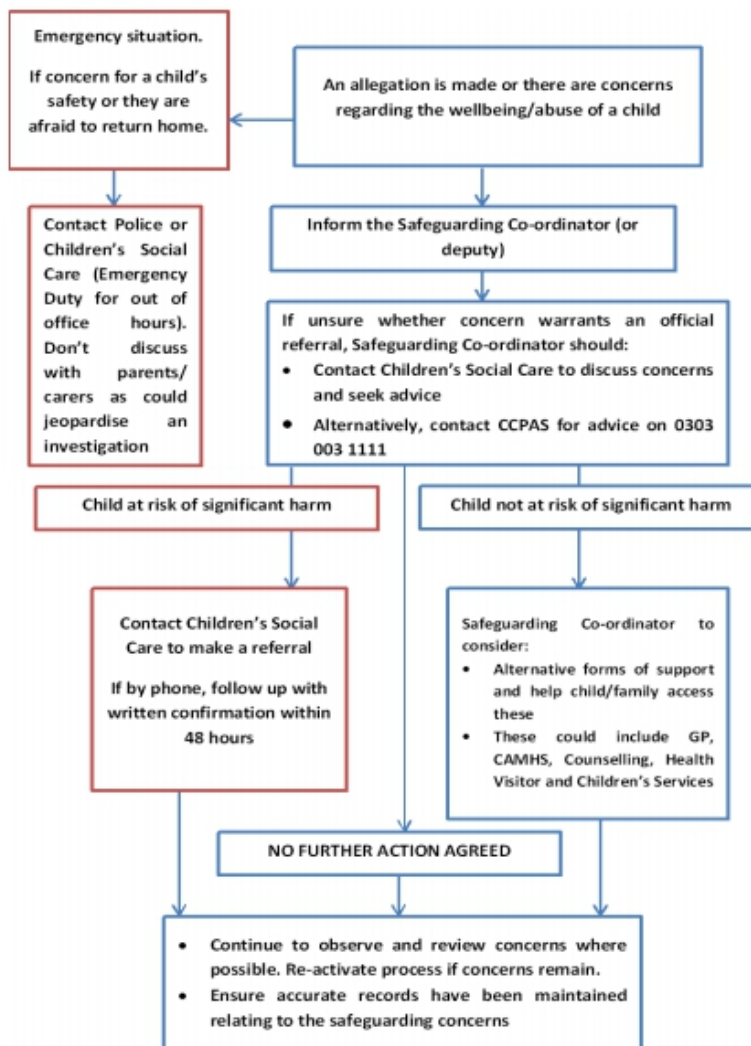 Emergency situation.
If concern for a child's
safety or they are
afraid to return home.
An allegation is made or there are concerns
regarding the wellbeing/abuse of a child
Contact Police or
Children's Social
Care (Emergency
Duty for out of
office hours).
Don't discuss
with parents/
carers as could
jeopardise an
investigation
Inform the Safeguarding Co-ordinator (or
deputy)
If unsure whether concern warrants an official
referral, Safeguarding Co-ordinator should:
• Contact Children's Social Care to discuss concerns
and seek advice
• Alternatively, contact CCPAS for advice on 0303
003 1111
Child at risk of significant harm
Child not at risk of significant harm
Contact Children's Social
Care to make a referral
If by phone, follow up with
written confirmation within
48 hours
Safeguarding Co-ordinator to
consider:
• Alternative forms of support
and help child/family access
these
• These could include GP,
CAMHS, Counselling, Health
Visitor and Children's Services
NO FURTHER ACTION AGREED
• Continue to observe and review concerns where
possible. Re-activate process if concerns remain.
• Ensure accurate records have been maintained
relating to the safeguarding concerns